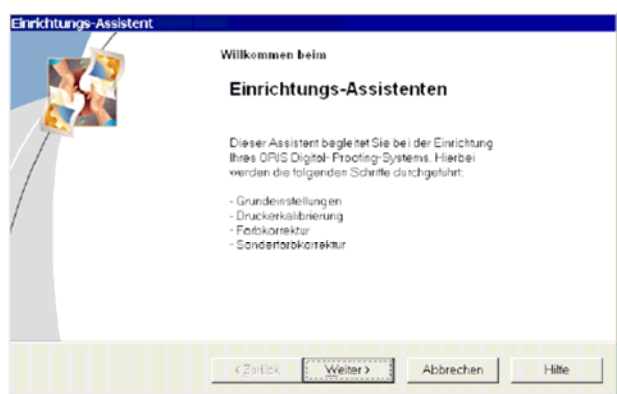 Einrichtungs-Assistent
Willkommen beim
Einrichtungs-Assistenten
Dieser Assistent begleitet Sie bei der Einrichtung
Ihres ORIS Digital- Proofing-Systems. Hierbei
werden die folgenden Schritte durchgeführt:
- Grundeinstellungen
- Druckerkalibrierung
- Farbkorrektur
- Sonderfarbkorrektur
< Zurück
Weiter >
Abbrechen
Hilfe